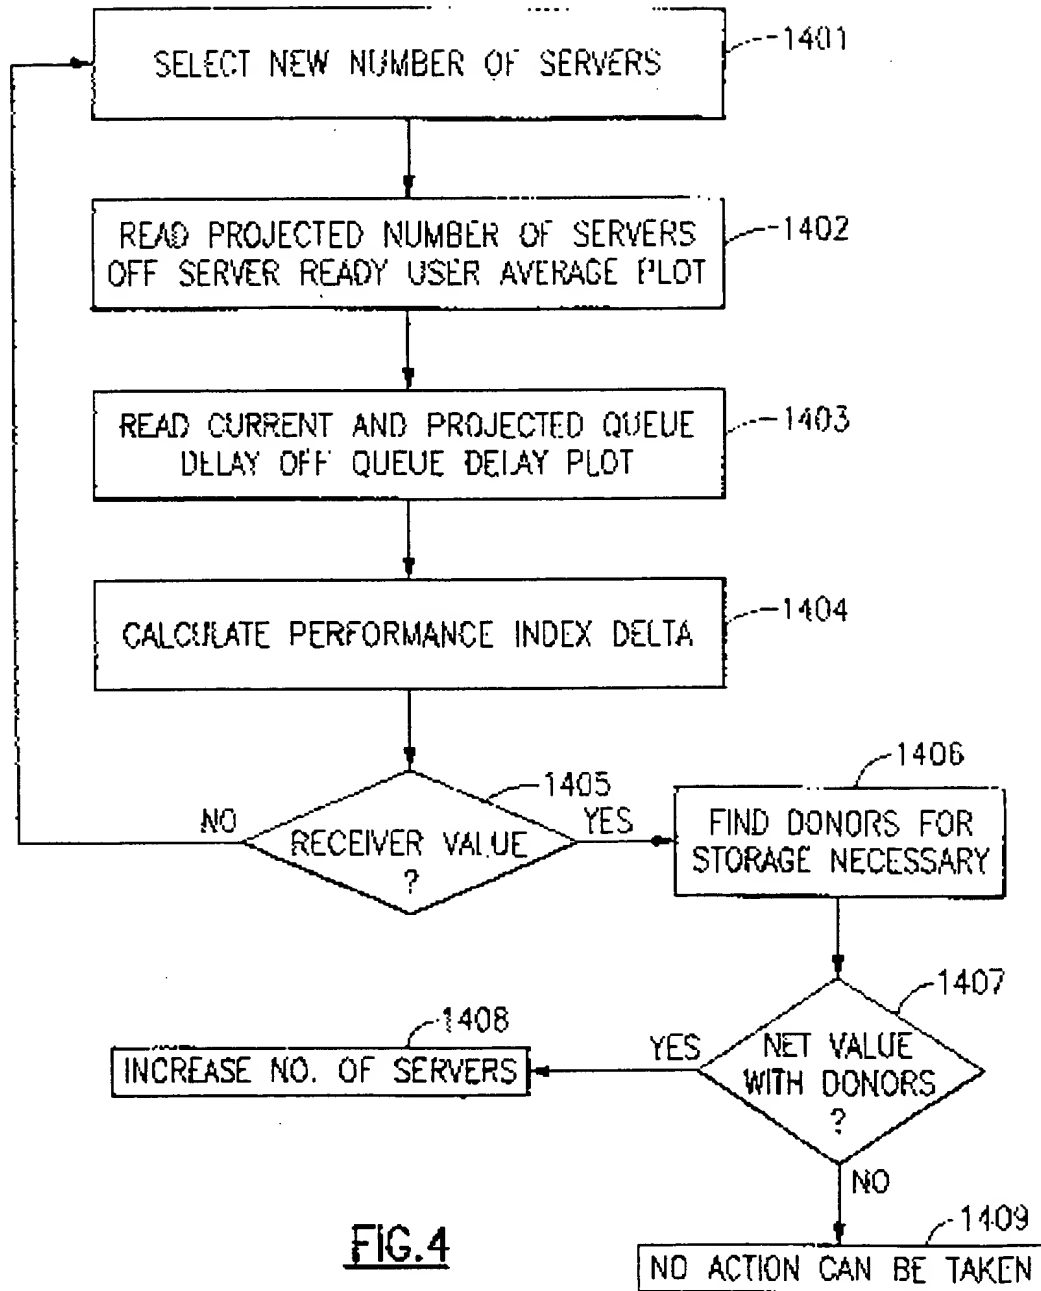 SELECT NEW NUMBER OF SERVERS
1401
READ PROJECTED NUMBER OF SERVERS
OFF SERVER READY USER AVERAGE PLOT
1402
READ CURRENT AND PROJECTED QUEUE
DELAY OFF QUEUE DELAY PLOT
1403
CALCULATE PERFORMANCE INDEX DELTA
1404
RECEIVER VALUE
?
1405
NO
YES
FIND DONORS FOR
STORAGE NECESSARY
1406
NET VALUE
WITH DONORS
?
1407
YES
NO
INCREASE NO. OF SERVERS
1408
NO ACTION CAN BE TAKEN
1409
FIG.4